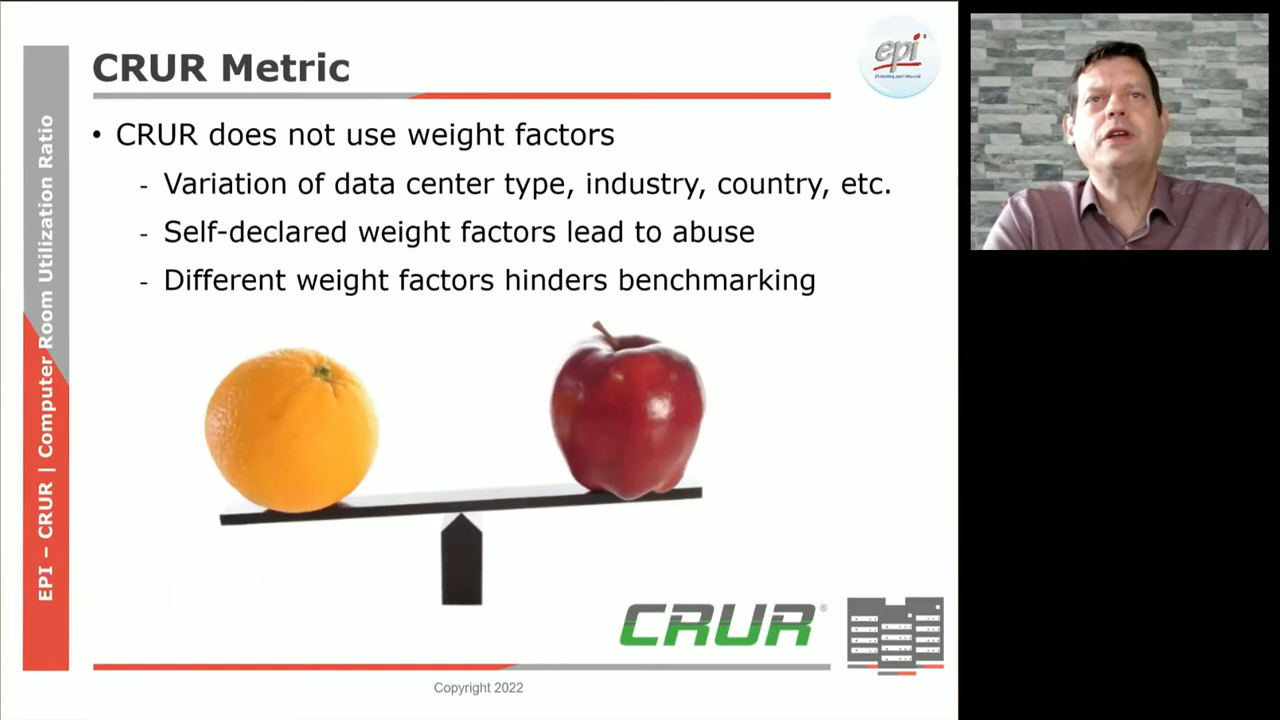 CRUR Metric
epi
• CRUR does not use weight factors
- Variation of data center type, industry, country, etc.
- Self-declared weight factors lead to abuse
- Different weight factors hinders benchmarking
EPI – CRUR | Computer Room Utilization Ratio
CRUR®
Copyright 2022